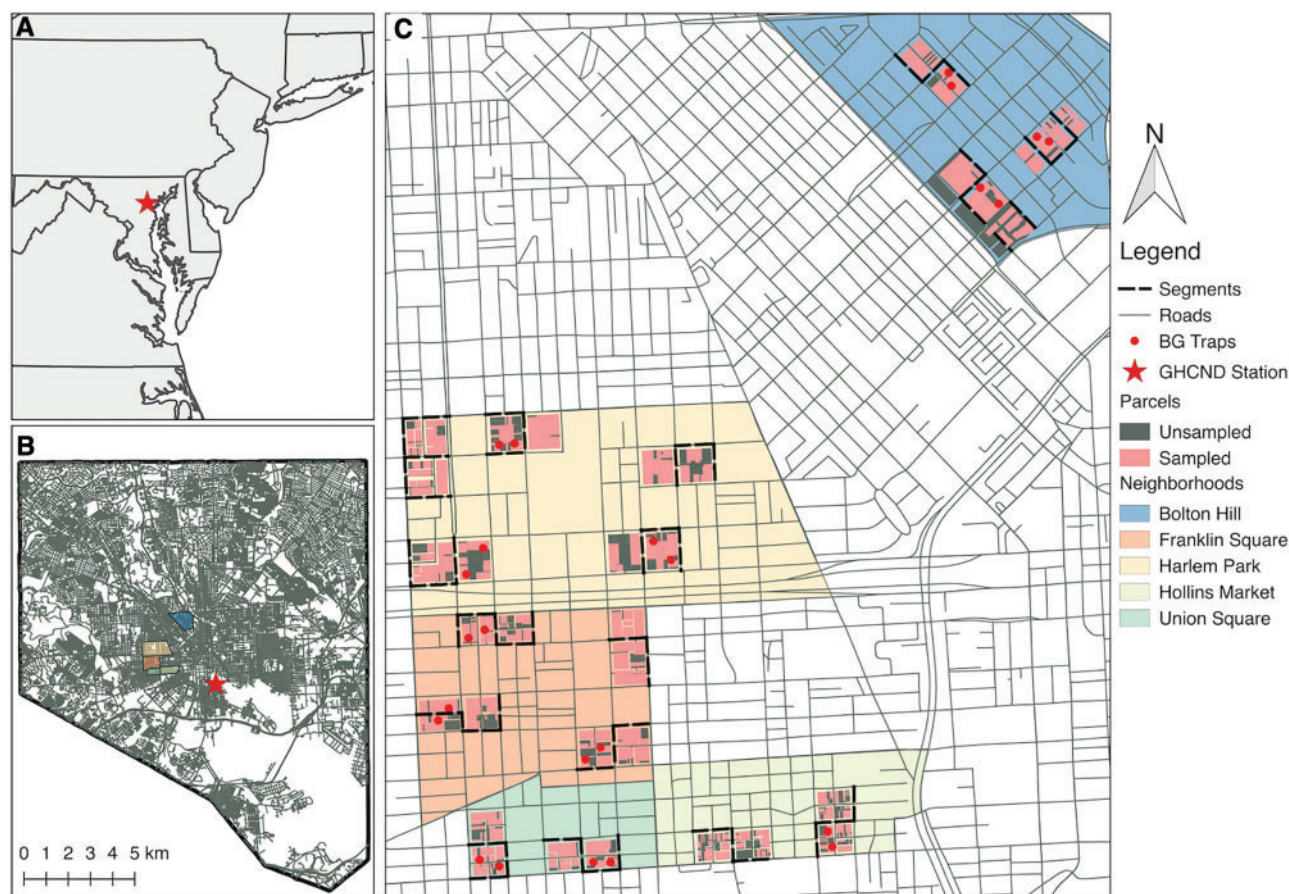 A
B
0 1 2 3 4 5 km
C
N
Legend
Segments
Roads
BG Traps
GHCND Station
Parcels
Unsampled
Sampled
Neighborhoods
Bolton Hill
Franklin Square
Harlem Park
Hollins Market
Union Square